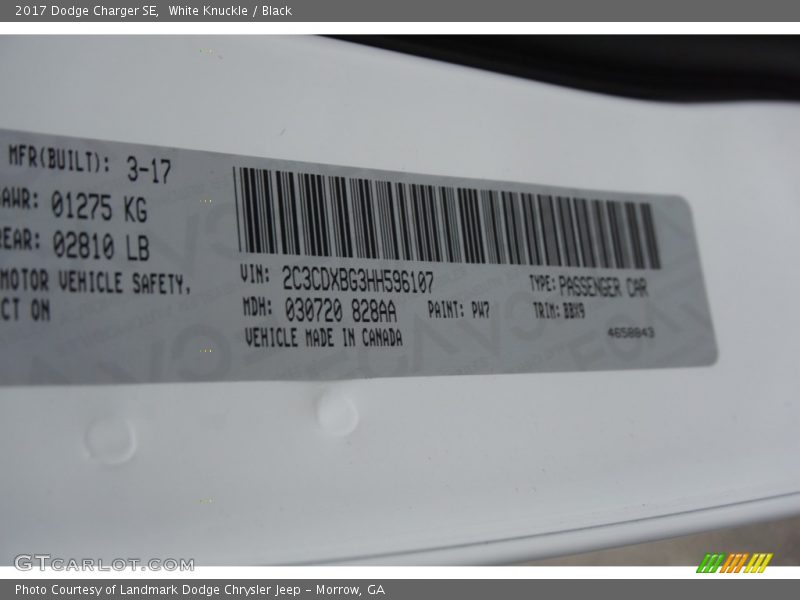 2017 Dodge Charger SE, White Knuckle / Black
MFR(BUILT): 3-17
AWR: 01275 KG
REAR: 02810 LB
MOTOR VEHICLE SAFETY,
CT ON
VIN: 2C3CDXBG3HH596107
TYPE: PASSENGER CAR
MDH: 030720 828AA
PAINT: PW7
TRIM: BBX9
VEHICLE MADE IN CANADA
4658843
GTCARLOT.COM
Photo Courtesy of Landmark Dodge Chrysler Jeep – Morrow, GA